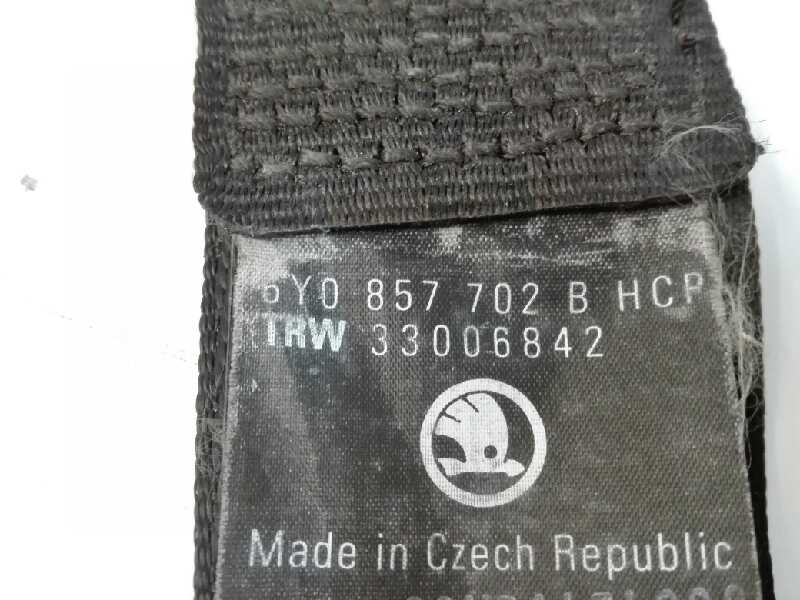 6Y0 857 702 B HCP
TRW 33006842
Made in Czech Republic